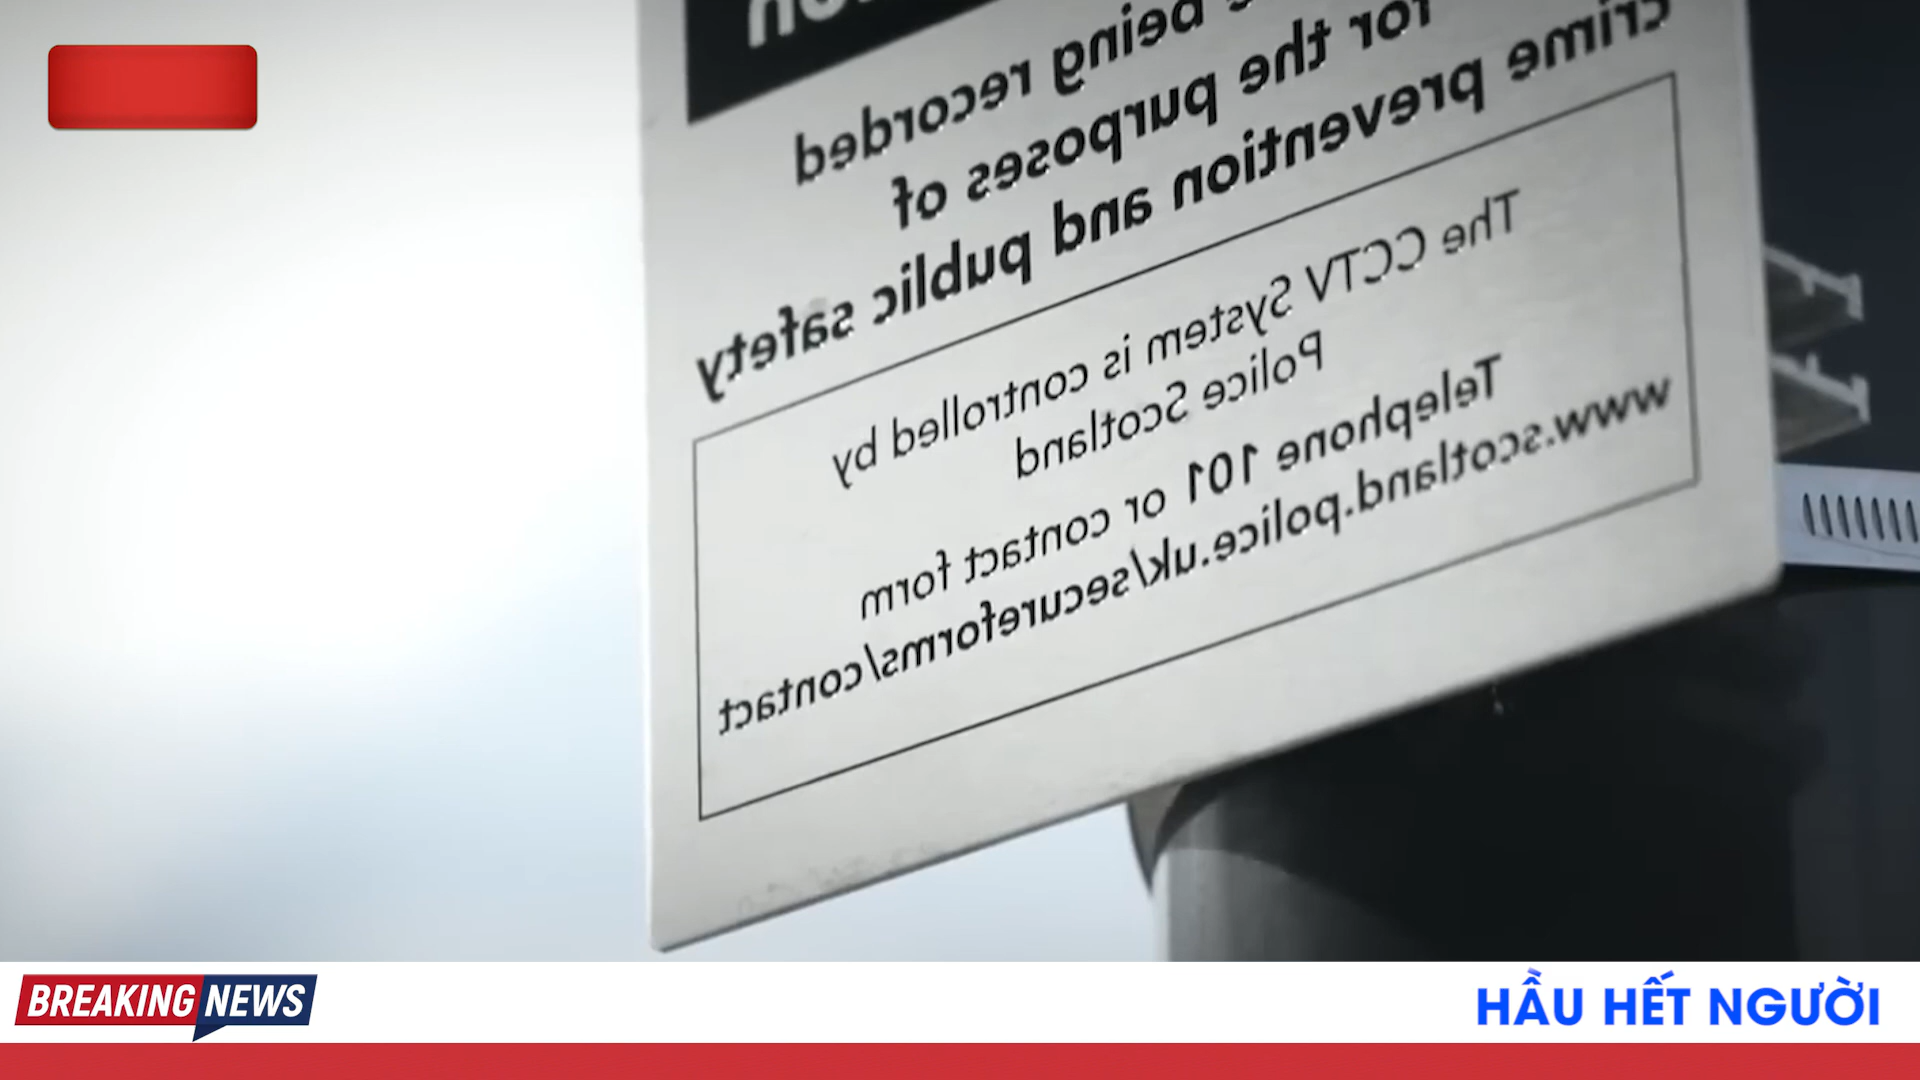 being recorded
for the purposes of
crime prevention and public safety
The CCTV System is controlled by
Police Scotland
Telephone 101 or contact form
www.scotland.police.uk/secureforms/contact
BREAKING NEWS
HẦU HẾT NGƯỜI